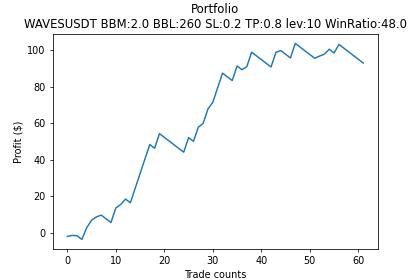 Portfolio
WAVESUSDT BBM:2.0 BBL:260 SL:0.2 TP:0.8 lev:10 WinRatio:48.0
100
80
60
40
20
0
Profit ($)
0 10 20 30 40 50 60
Trade counts